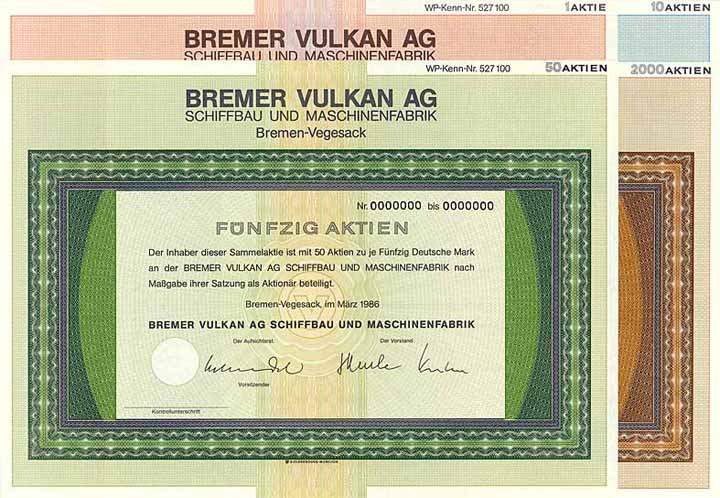 WP-Kenn-Nr. 527100 1 AKTIE
10 AKTIEN
BREMER VULKAN AG
SCHIFFBAU UND MASCHINENFABRIK
WP-Kenn-Nr. 527100 50 AKTIEN
2000 AKTIEN
BREMER VULKAN AG
SCHIFFBAU UND MASCHINENFABRIK
Bremen-Vegesack
Nr. 0000000 bis 0000000
FÜNFZIG AKTIEN
Der Inhaber dieser Sammelaktie ist mit 50 Aktien zu je Fünfzig Deutsche Mark
an der BREMER VULKAN AG SCHIFFBAU UND MASCHINENFABRIK nach
Maßgabe ihrer Satzung als Aktionär beteiligt.
Bremen-Vegesack, im März 1986
BREMER VULKAN AG SCHIFFBAU UND MASCHINENFABRIK
Der Aufsichtsrat Der Vorstand
Vorsitzender
Kontrollunterschrift